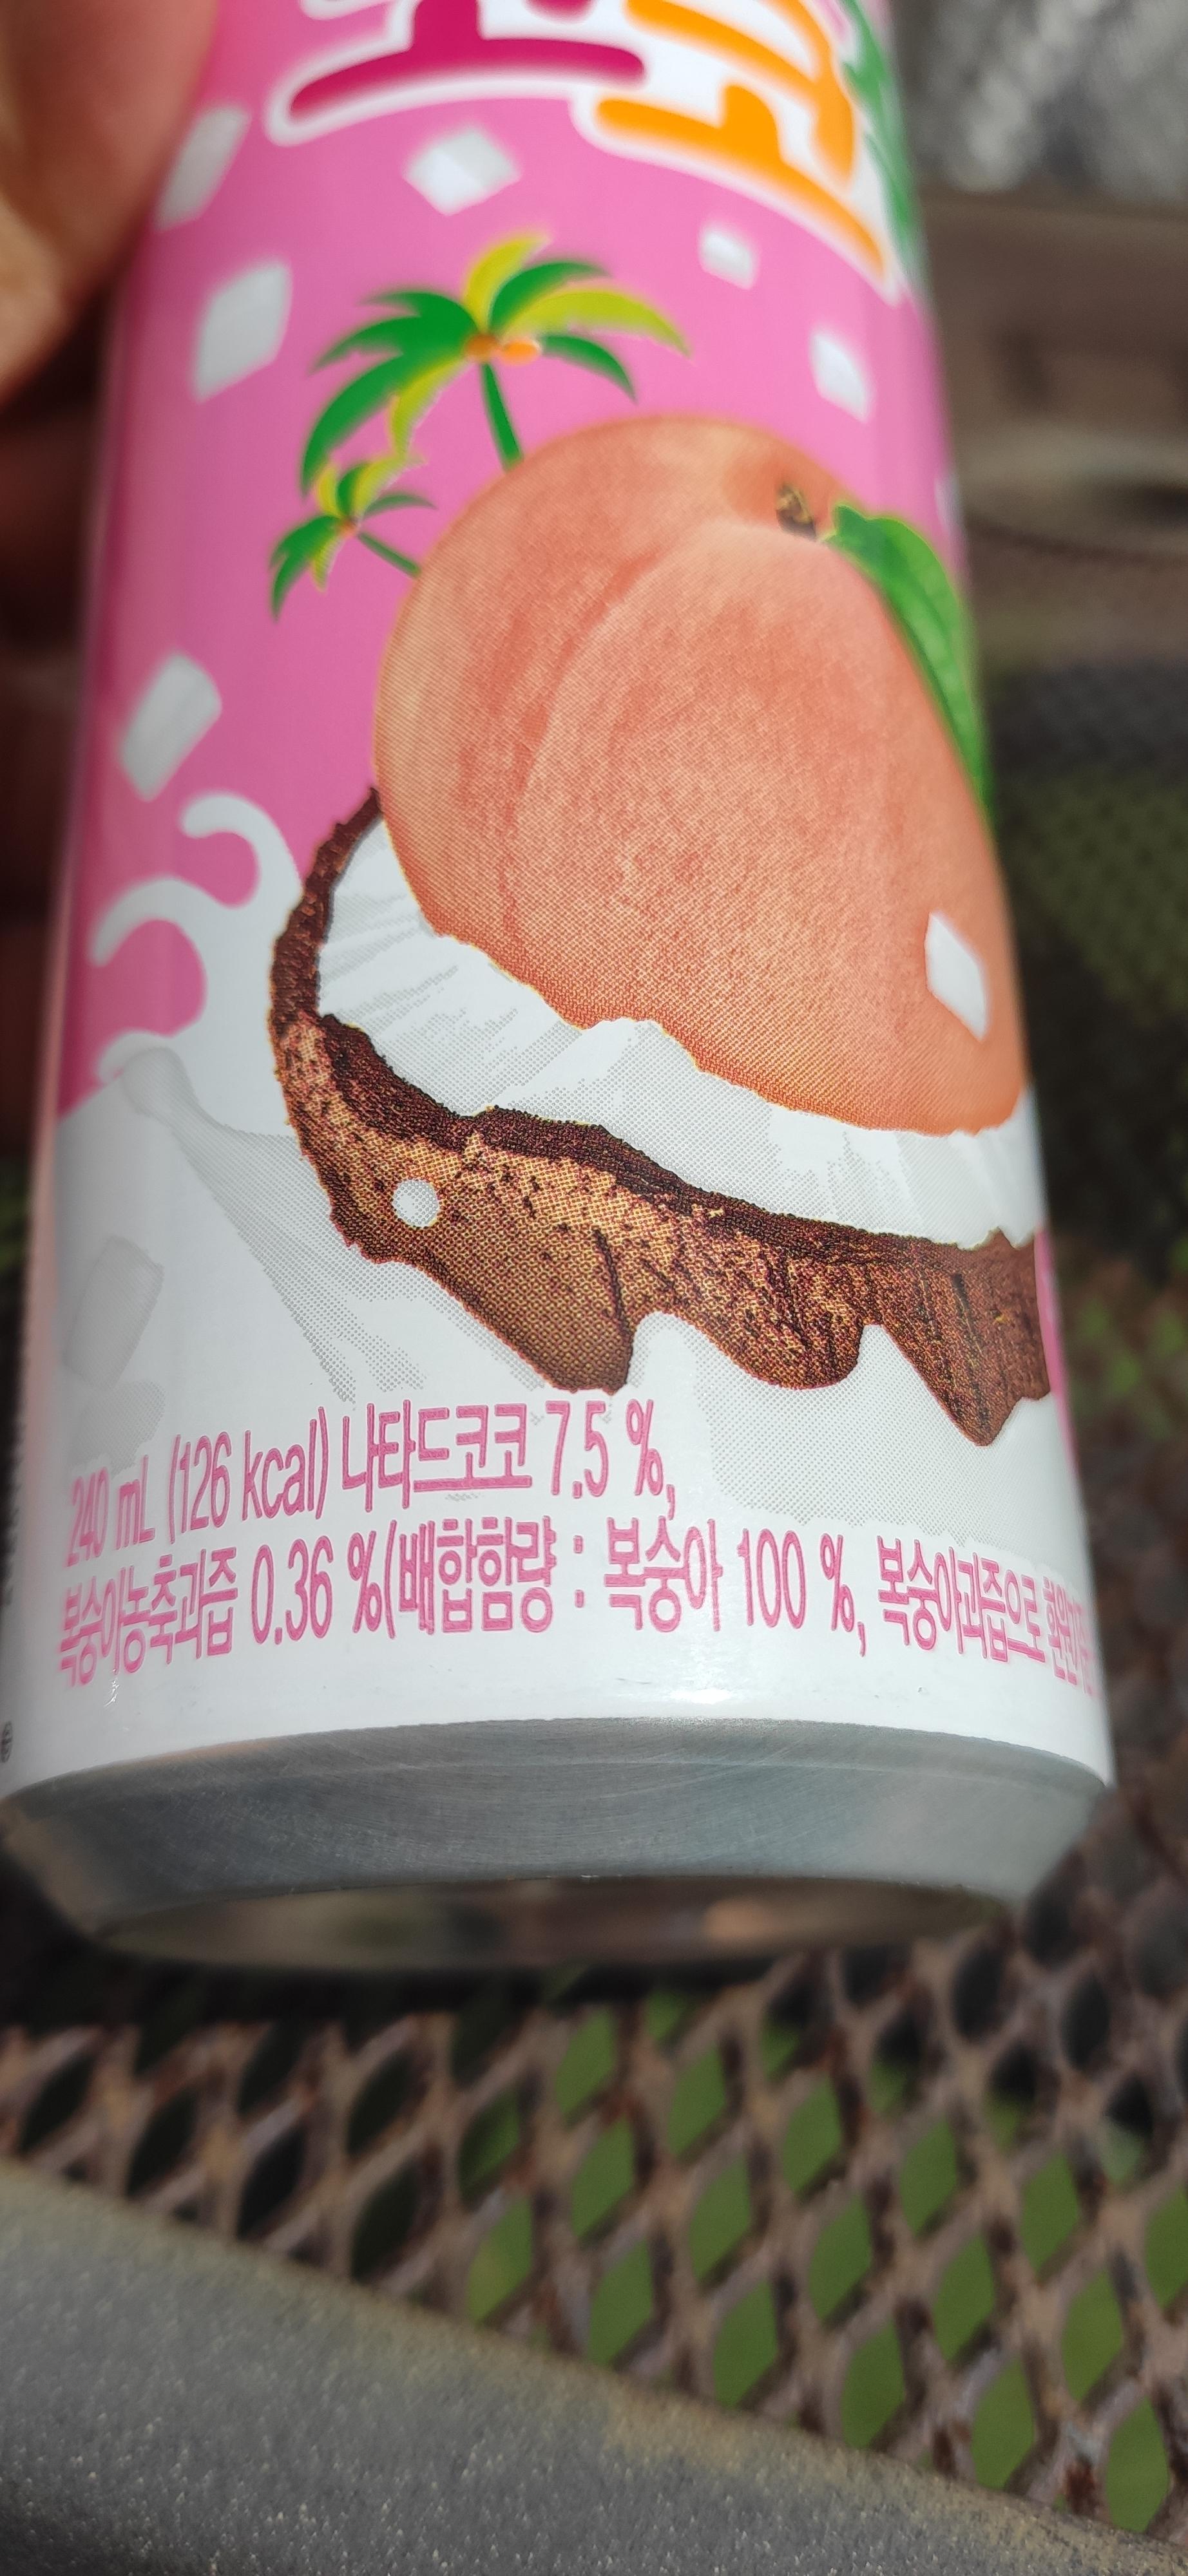 240 mL (126 kcal) 나타드코코 7.5 %,
복숭아농축과즙 0.36 %(배합함량 : 복숭아 100 %, 복숭아과즙으로